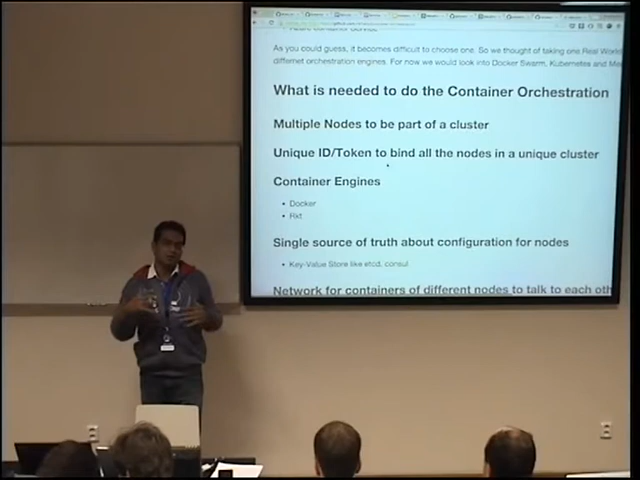 As you could guess, it becomes difficult to choose one. So we thought of taking one Real World
differnet orchestration engines. For now we would look into Docker Swarm, Kubernetes and Me
What is needed to do the Container Orchestration
Multiple Nodes to be part of a cluster
Unique ID/Token to bind all the nodes in a unique cluster
Container Engines
• Docker
• Rkt
Single source of truth about configuration for nodes
• Key-Value Store like etcd, consul
Network for containers of different nodes to talk to each oth